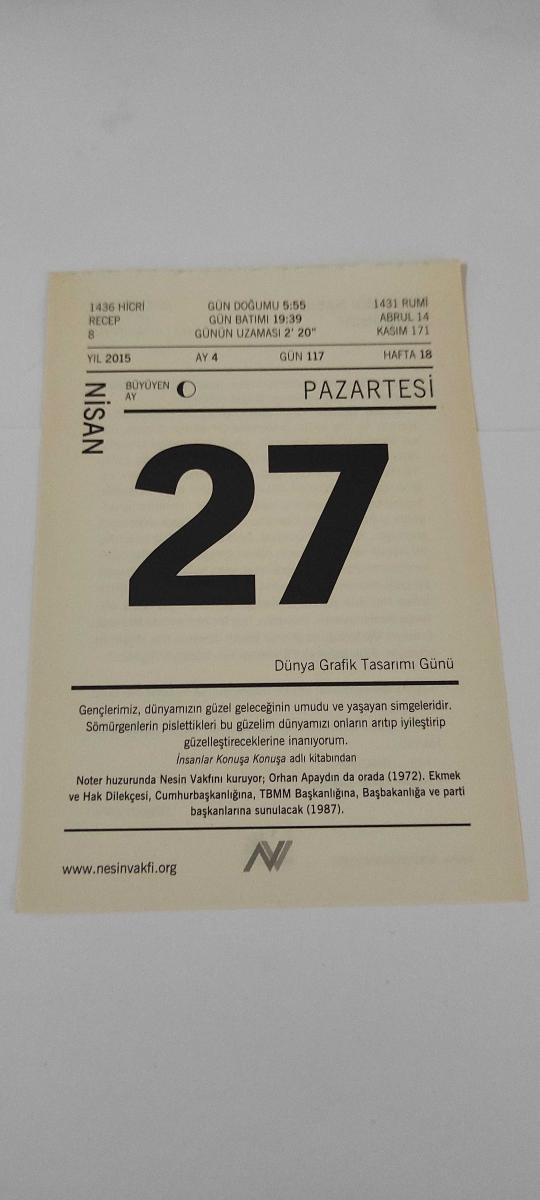 1436 HİCRİ
RECEP
8
GÜN DOĞUMU 5:55
GÜN BATIMI 19:39
GÜNÜN UZAMASI 2' 20"
1431 RUMİ
ABRUL 14
KASIM 171
YIL 2015 AY 4 GÜN 117 HAFTA 18
NİSAN
BÜYÜYEN
AY
PAZARTESİ
27
Dünya Grafik Tasarımı Günü
Gençlerimiz, dünyamızın güzel geleceğinin umudu ve yaşayan simgeleridir.
Sömürgenlerin pislettikleri bu güzelim dünyamızı onların arıtıp iyileştirip
güzelleştireceklerine inanıyorum.
İnsanlar Konuşa Konuşa adlı kitabından
Noter huzurunda Nesin Vakfını kuruyor; Orhan Apaydın da orada (1972). Ekmek
ve Hak Dilekçesi, Cumhurbaşkanlığına, TBMM Başkanlığına, Başbakanlığa ve parti
başkanlarına sunulacak (1987).
www.nesinvakfi.org